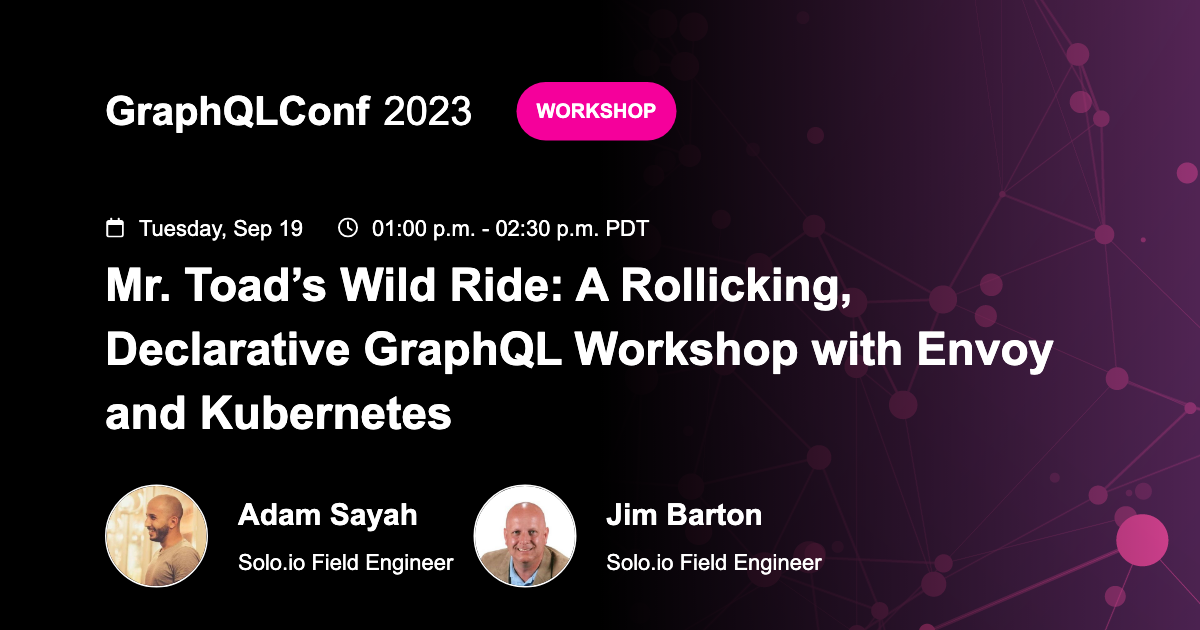 GraphQLConf 2023
WORKSHOP
Tuesday, Sep 19
01:00 p.m. - 02:30 p.m. PDT
Mr. Toad’s Wild Ride: A Rollicking,
Declarative GraphQL Workshop with Envoy
and Kubernetes
Adam Sayah
Solo.io Field Engineer
Jim Barton
Solo.io Field Engineer